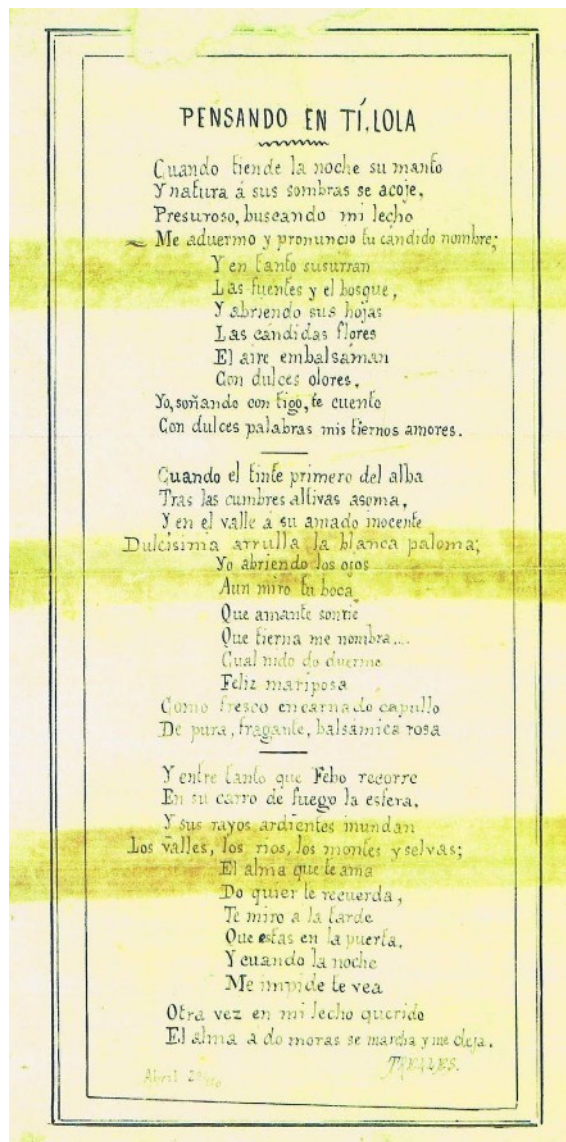 PENSANDO EN TÍ, LOLA
Cuando tiende la noche su manto
Y natura á sus sombras se acoje,
Presuroso, buscando mi lecho
Me aduermo y pronuncio tu cándido nombre;
Y en tanto susurran
Las fuentes y el bosque,
Y abriendo sus hojas
Las cándidas flores
El aire embalsáman
Con dulces olores,
Yo, soñando con tigo, te cuento
Con dulces palabras mis tiernos amores.
Cuando el tinte primero del alba
Tras las cumbres altivas asoma,
Y en el valle á su amado inocente
Dulcísima arrulla la blanca paloma;
Yo abriendo los ojos
Aun miro tu boca
Que amante sonrie
Que tierna me nombra....
Cual nido do duerme
Feliz mariposa
Como fresco encarnado capullo
De pura, fragante, balsámica rosa
Y entre tanto que Febo recorre
En su carro de fuego la esfera,
Y sus rayos ardientes inundan
Los valles, los rios, los montes y selvas;
El alma que te ama
Do quier te recuerda,
Te miro a la tarde
Que estas en la puerta,
Y cuando la noche
Me impide te vea
Otra vez en mi lecho querido
El alma a do moras se marcha y me deja.
TRELLES.
Abril 20